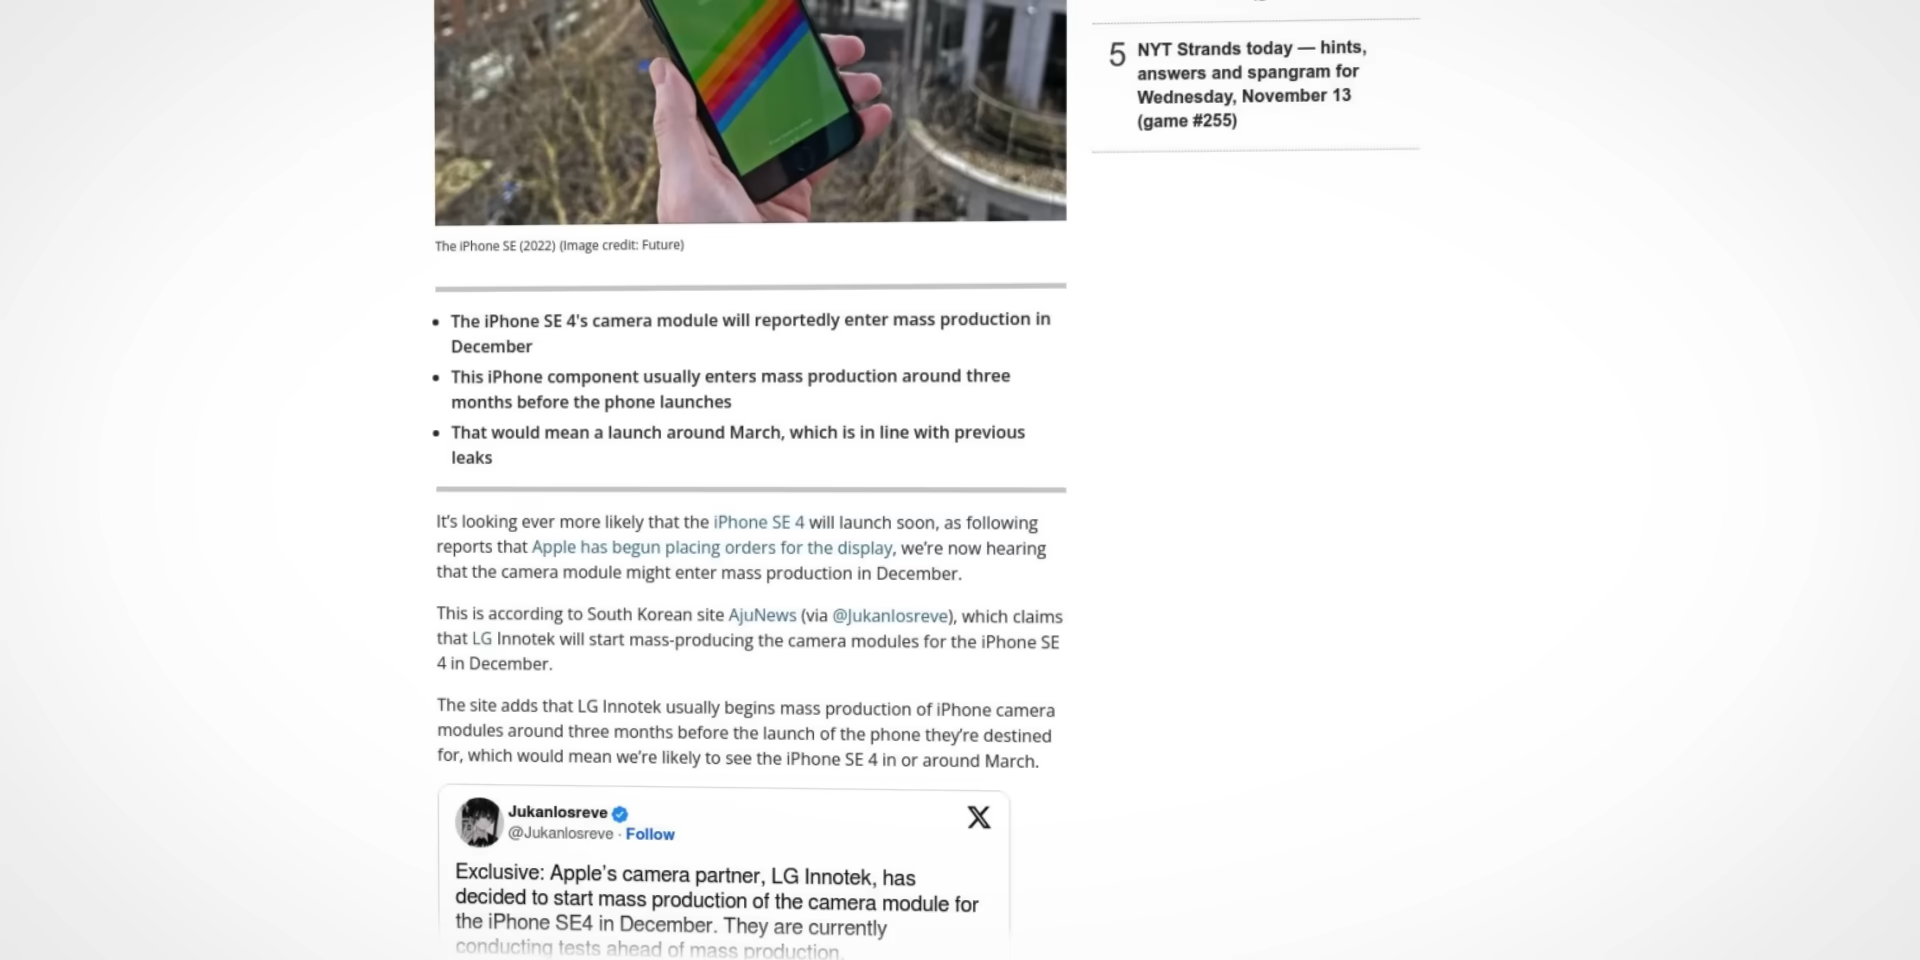 The iPhone SE (2022) (Image credit: Future)
• The iPhone SE 4's camera module will reportedly enter mass production in
December
• This iPhone component usually enters mass production around three
months before the phone launches
• That would mean a launch around March, which is in line with previous
leaks
It's looking ever more likely that the iPhone SE 4 will launch soon, as following
reports that Apple has begun placing orders for the display, we're now hearing
that the camera module might enter mass production in December.
This is according to South Korean site AjuNews (via @Jukanlosreve), which claims
that LG Innotek will start mass-producing the camera modules for the iPhone SE
4 in December.
The site adds that LG Innotek usually begins mass production of iPhone camera
modules around three months before the launch of the phone they're destined
for, which would mean we're likely to see the iPhone SE 4 in or around March.
Jukanlosreve
@Jukanlosreve · Follow
X
Exclusive: Apple's camera partner, LG Innotek, has
decided to start mass production of the camera module for
the iPhone SE4 in December. They are currently
conducting tests ahead of mass production.
5 NYT Strands today — hints,
answers and spangram for
Wednesday, November 13
(game #255)